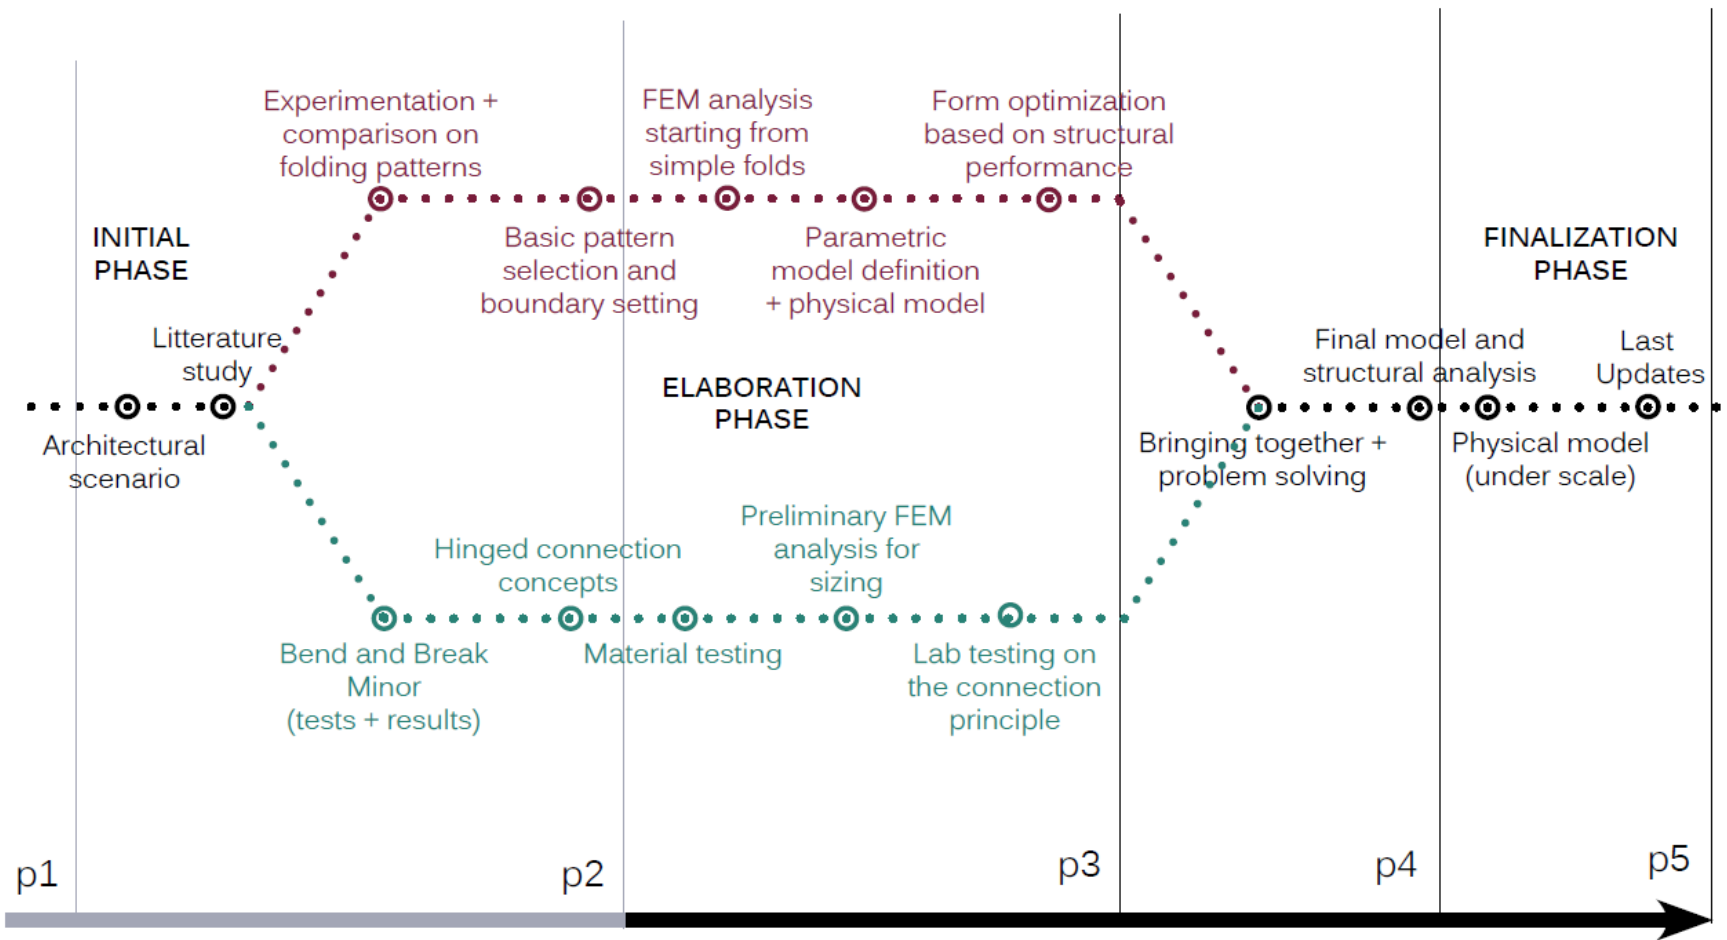 Experimentation +
comparison on
folding patterns
FEM analysis
starting from
simple folds
Form optimization
based on structural
performance
INITIAL
PHASE
Basic pattern
selection and
boundary setting
Parametric
model definition
+ physical model
FINALIZATION
PHASE
Litterature
study
ELABORATION
PHASE
Final model and
structural analysis
Last
Updates
Architectural
scenario
Bringing together +
problem solving
Physical model
(under scale)
Hinged connection
concepts
Preliminary FEM
analysis for
sizing
Bend and Break
Minor
(tests + results)
Material testing
Lab testing on
the connection
principle
p1
p2
p3
p4
p5